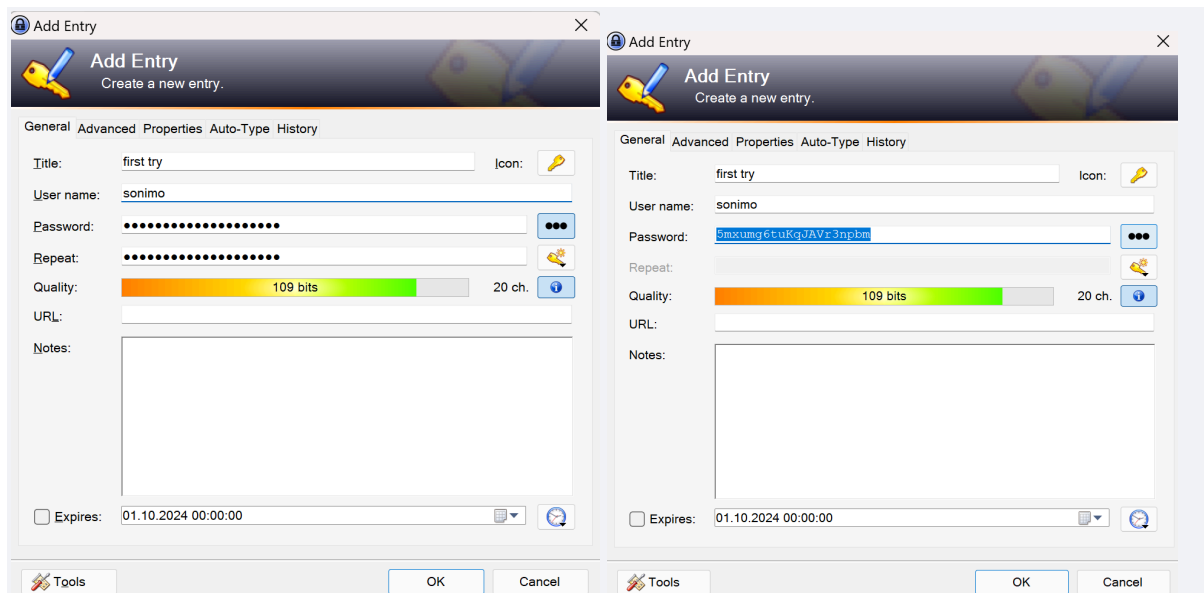 Add Entry
Add Entry
Create a new entry.
General Advanced Properties Auto-Type History
Title: first try Icon:
User name: sonimo
Password: ●●●●●●●●●●●●●●●●●●●●
Repeat: ●●●●●●●●●●●●●●●●●●●●
Quality: 109 bits 20 ch.
URL:
Notes:
Expires: 01.10.2024 00:00:00
Tools OK Cancel
Add Entry
Add Entry
Create a new entry.
General Advanced Properties Auto-Type History
Title: first try Icon:
User name: sonimo
Password: 5mxumg6tuKqJAVr3npbm
Repeat:
Quality: 109 bits 20 ch.
URL:
Notes:
Expires: 01.10.2024 00:00:00
Tools OK Cancel